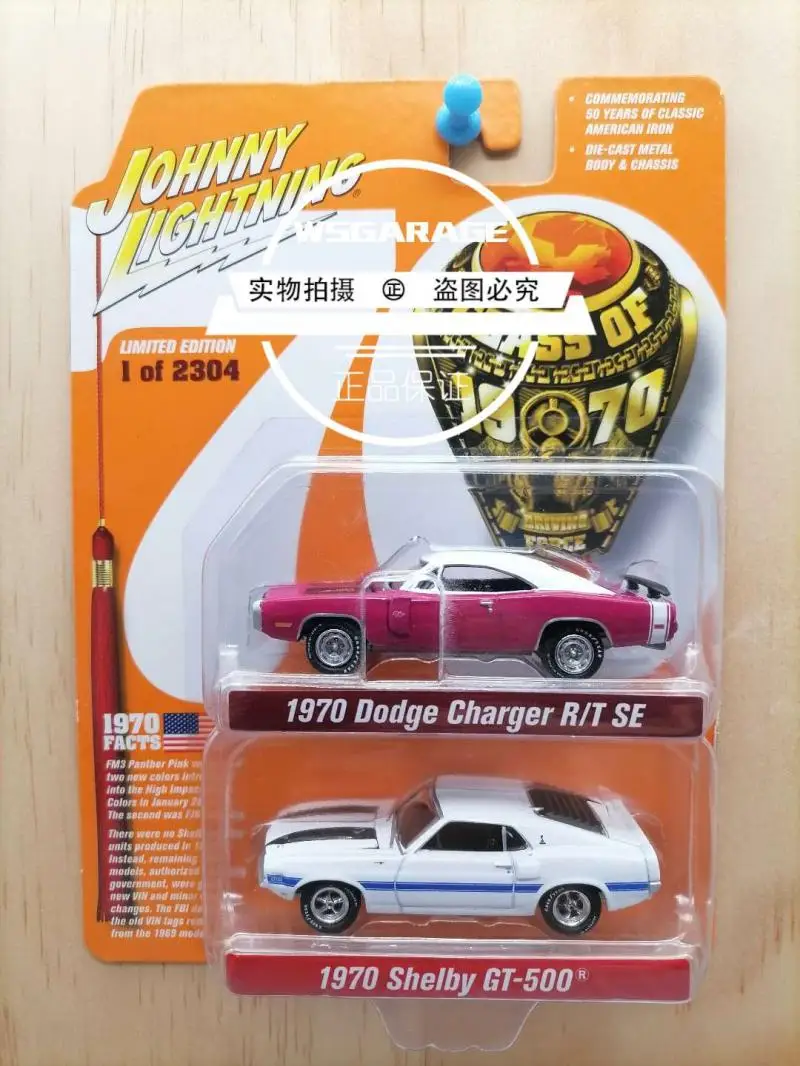 • COMMEMORATING
50 YEARS OF CLASSIC
AMERICAN IRON
• DIE-CAST METAL
BODY & CHASSIS
JOHNNY
LIGHTNING®
WSGARAGE
实物拍摄 正 盗图必究
正品保证
LIMITED EDITION
1 of 2304
CLASS OF
1970
DRIVING
FORCE
1970 Dodge Charger R/T SE
1970
FACTS
FM3 Panther Pink
two new colors
into the High Impact
Colors in January
The second was
There were no
units produced in
Instead, remaining
models, authorized
government, were
new VIN and minor
changes. The FBI
the old VIN tags
from the 1969
1970 Shelby GT-500®